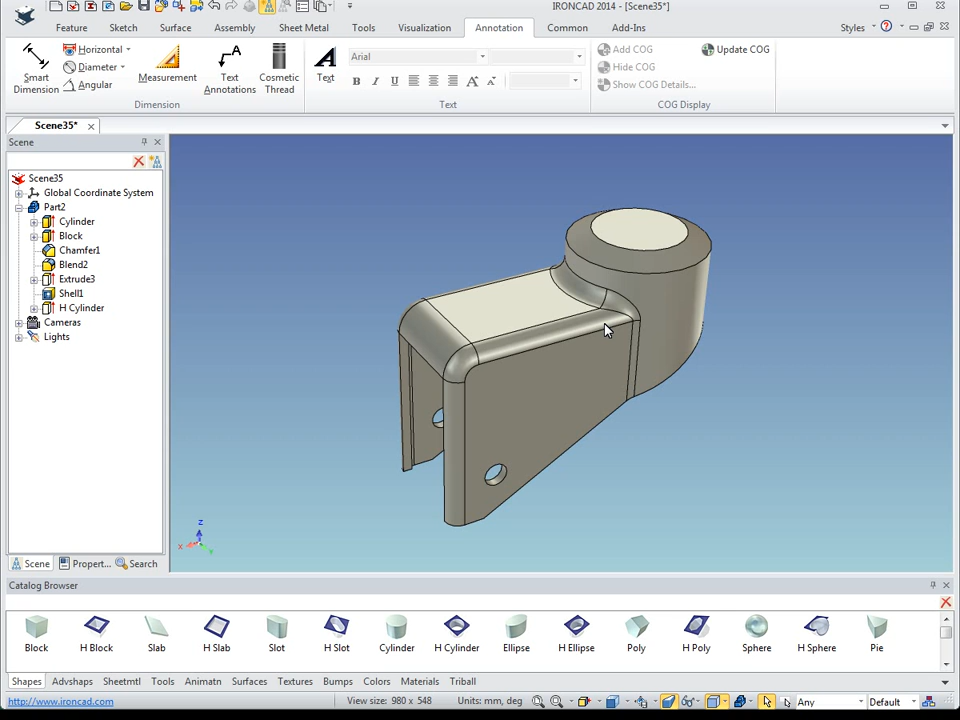 IRONCAD 2014 - [Scene35*]
Feature Sketch Surface Assembly Sheet Metal Tools Visualization Annotation Common Add-Ins Styles
Smart Dimension
Horizontal
Diameter
Angular
Measurement
Text Annotations
Cosmetic Thread
Dimension
Text
Arial
B I U A A
Text
Add COG
Hide COG
Show COG Details...
Update COG
COG Display
Scene35*
Scene
Scene35
Global Coordinate System
Part2
Cylinder
Block
Chamfer1
Blend2
Extrude3
Shell1
H Cylinder
Cameras
Lights
z
x
Y
Scene Propert... Search
Catalog Browser
Block H Block Slab H Slab Slot H Slot Cylinder H Cylinder Ellipse H Ellipse Poly H Poly Sphere H Sphere Pie
Shapes Advshaps Sheetmtl Tools Animatn Surfaces Textures Bumps Colors Materials Triball
http://www.ironcad.com View size: 980 x 548 Units: mm, deg Any Default